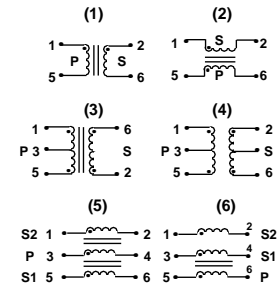 (1) (2)
1 2 1 S 2
P S
5 6 5 P 6
(3) (4)
1 6 1 6
P 3 P 3 S
S
5 2 5 2
(5) (6)
S2 1 2 S2 1 2
P 3 4 3 4 S1
S1 5 6 5 6 P